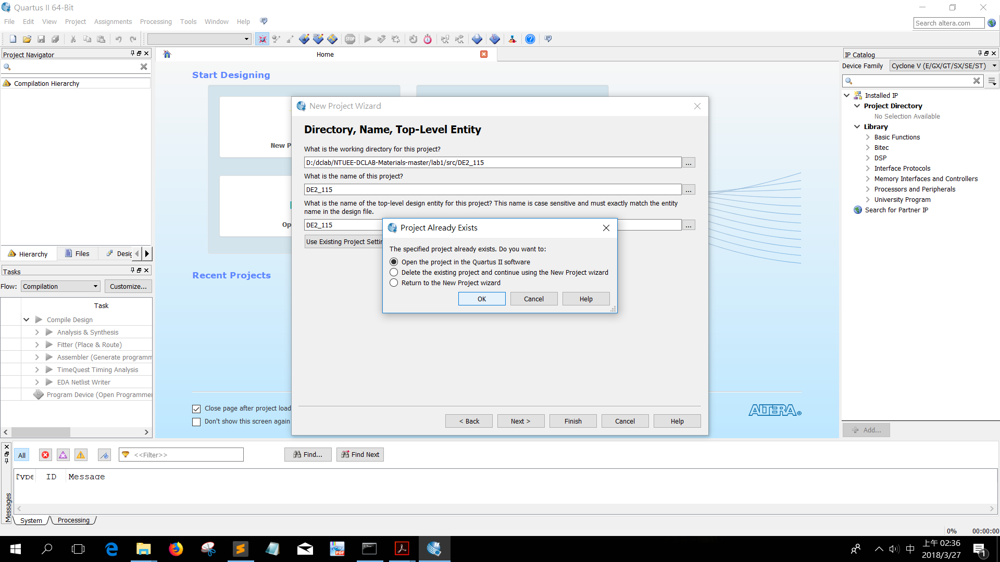 Quartus II 64-Bit
File Edit View Project Assignments Processing Tools Window Help
Search altera.com
STOP
Project Navigator
Compilation Hierarchy
Hierarchy Files
Tasks
Flow: Compilation Customize...
Task
Compile Design
Analysis & Synthesis
Fitter (Place & Route)
Assembler (Generate programm
TimeQuest Timing Analysis
EDA Netlist Writer
Program Device (Open Programmer
Home
Start Designing
New P
Op
Recent Projects
Close page after project load
Don't show this screen again
ALTERA®
New Project Wizard
Directory, Name, Top-Level Entity
What is the working directory for this project?
D:/dclab/NTUEE-DCLAB-Materials-master/lab1/src/DE2_115
...
What is the name of this project?
DE2_115
...
What is the name of the top-level design entity for this project? This name is case sensitive and must exactly match the entity
name in the design file.
DE2_115
...
Use Existing Project Settin
Project Already Exists
The specified project already exists. Do you want to:
Open the project in the Quartus II software
Delete the existing project and continue using the New Project wizard
Return to the New Project wizard
OK Cancel Help
< Back Next > Finish Cancel Help
IP Catalog
Device Family Cyclone V (E/GX/GT/SX/SE/ST)
Installed IP
Project Directory
No Selection Available
Library
Basic Functions
Bitec
DSP
Interface Protocols
Memory Interfaces and Controllers
Processors and Peripherals
University Program
Search for Partner IP
Add...
All <<Filter>> Find... Find Next
Type ID Message
Messages
System Processing
0% 00:00:00
PDF
中
上午 02:36
2018/3/27
1